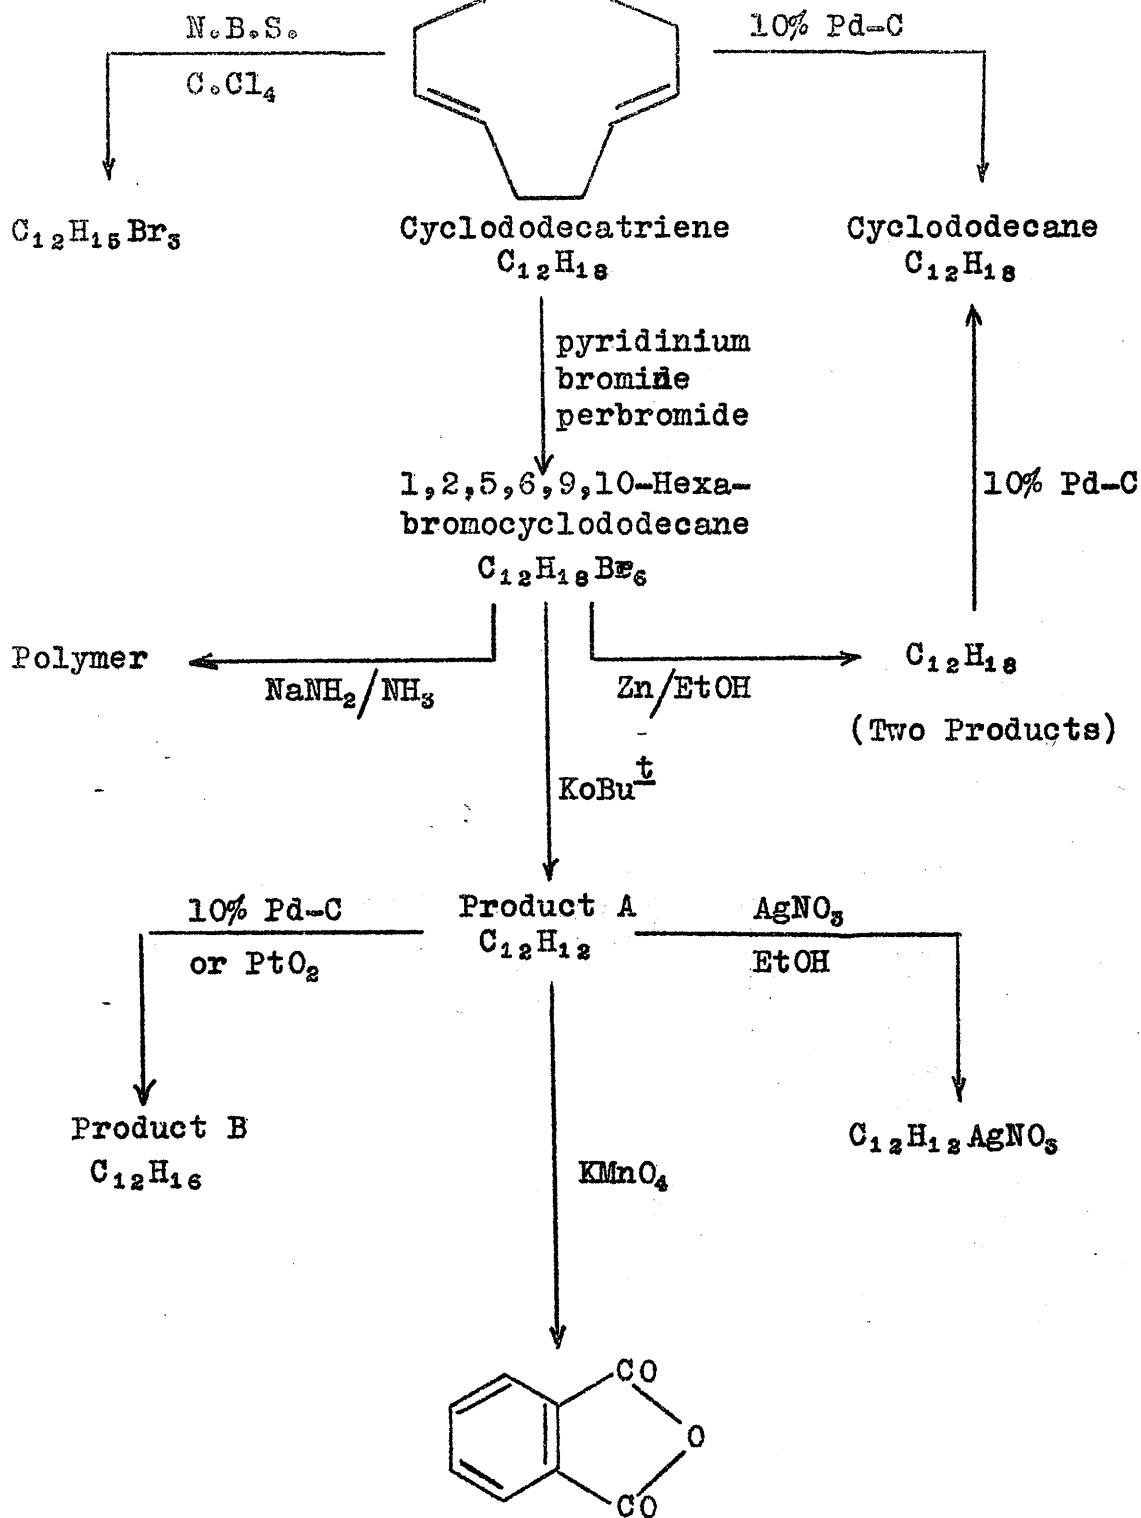 N.B.S.
10% Pd-C
C.Cl₄
C₁₂H₁₅Br₃
Cyclododecatriene
C₁₂H₁₈
Cyclododecane
C₁₂H₁₈
pyridinium
bromine
perbromide
1,2,5,6,9,10-Hexa-
bromocyclododecane
C₁₂H₁₈Br₆
10% Pd-C
Polymer
NaNH₂/NH₃
Zn/EtOH
C₁₂H₁₈
(Two Products)
KoBuᵗ
10% Pd-C
or PtO₂
Product A
C₁₂H₁₂
AgNO₃
EtOH
Product B
C₁₂H₁₆
KMnO₄
C₁₂H₁₂AgNO₃
CO
O
CO